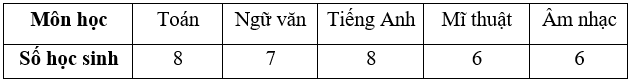 Môn học Toán Ngữ văn Tiếng Anh Mĩ thuật Âm nhạc
Số học sinh 8 7 8 6 6